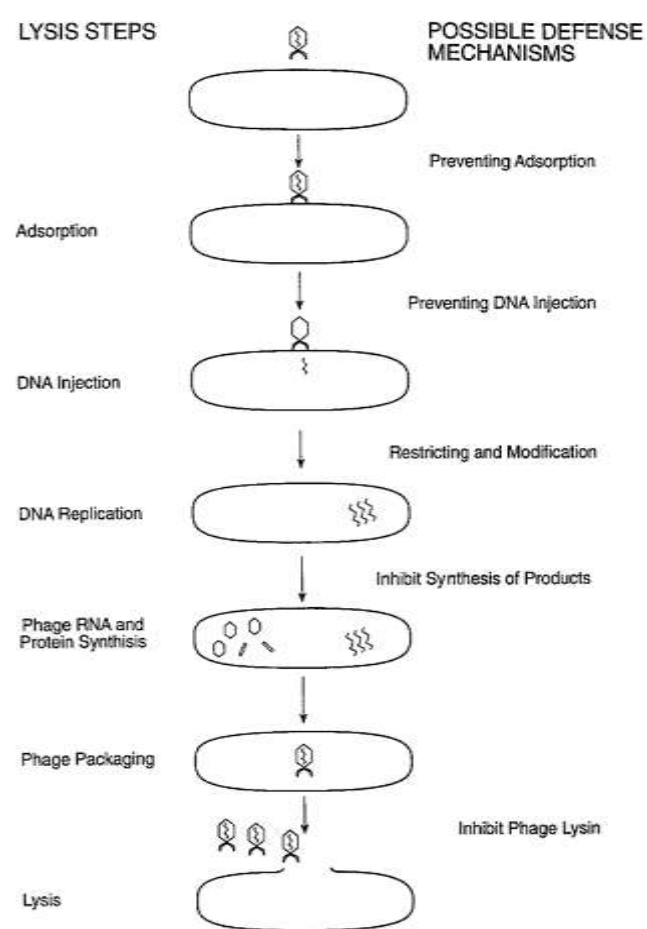 LYSIS STEPS
POSSIBLE DEFENSE
MECHANISMS
Preventing Adsorption
Adsorption
Preventing DNA Injection
DNA Injection
Restricting and Modification
DNA Replication
Inhibit Synthesis of Products
Phage RNA and
Protein Synthisis
Phage Packaging
Inhibit Phage Lysin
Lysis